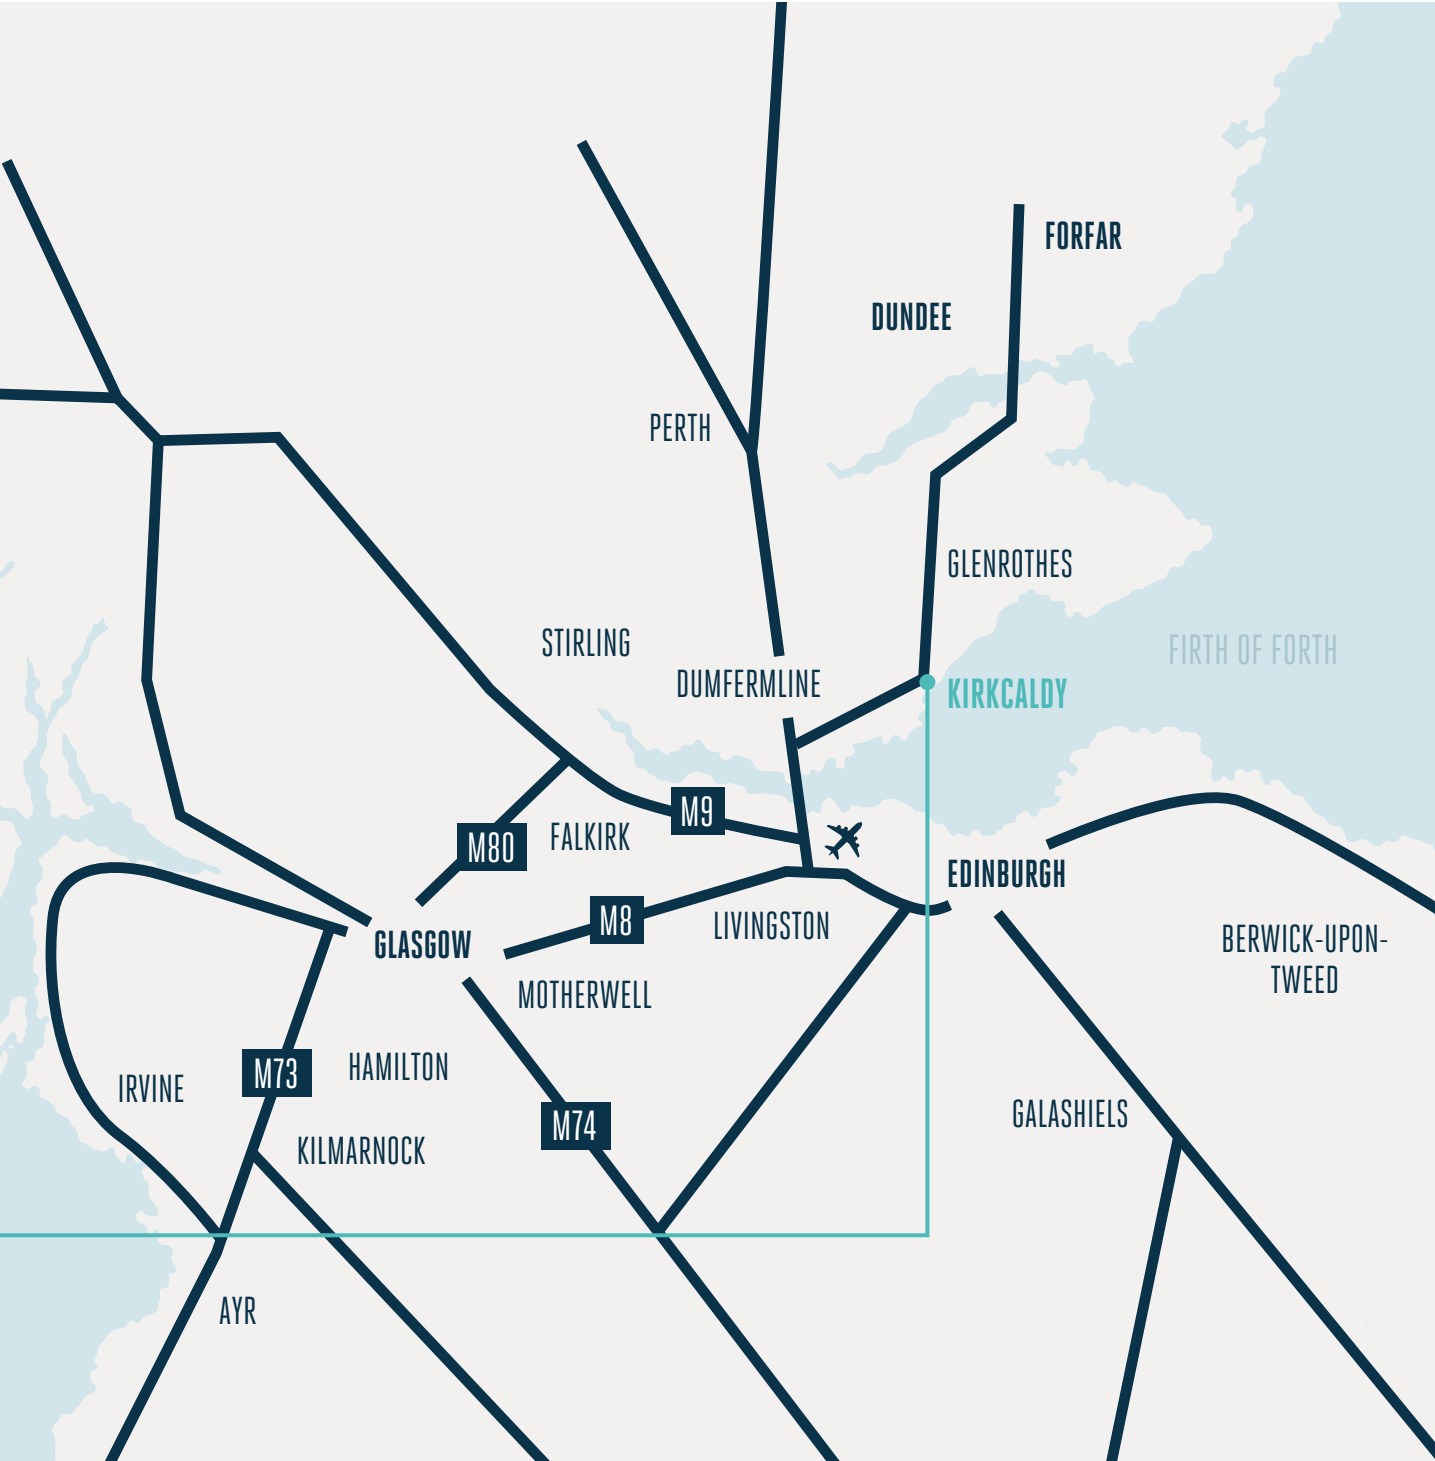 FORFAR
DUNDEE
PERTH
GLENROTHES
STIRLING
FIRTH OF FORTH
DUMFERMLINE
KIRKCALDY
M9
M80
FALKIRK
EDINBURGH
M8
LIVINGSTON
GLASGOW
BERWICK-UPON-
TWEED
MOTHERWELL
M73
HAMILTON
IRVINE
GALASHIELS
M74
KILMARNOCK
AYR